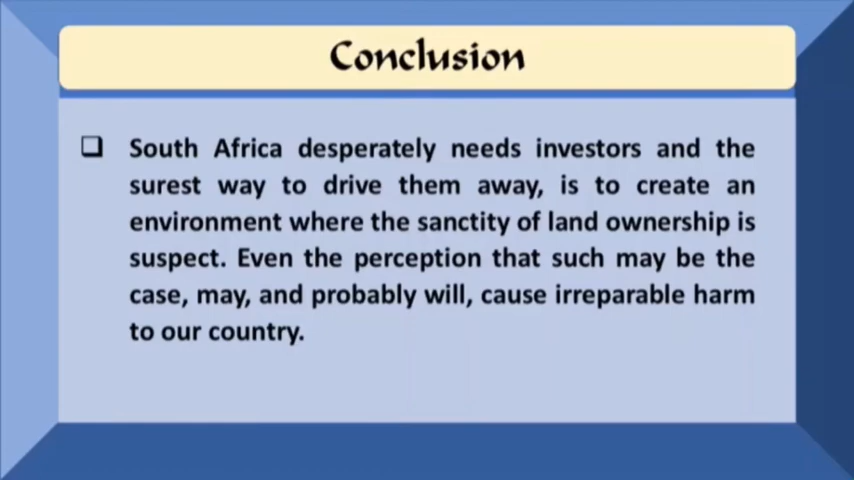 Conclusion
❑ South Africa desperately needs investors and the
surest way to drive them away, is to create an
environment where the sanctity of land ownership is
suspect. Even the perception that such may be the
case, may, and probably will, cause irreparable harm
to our country.